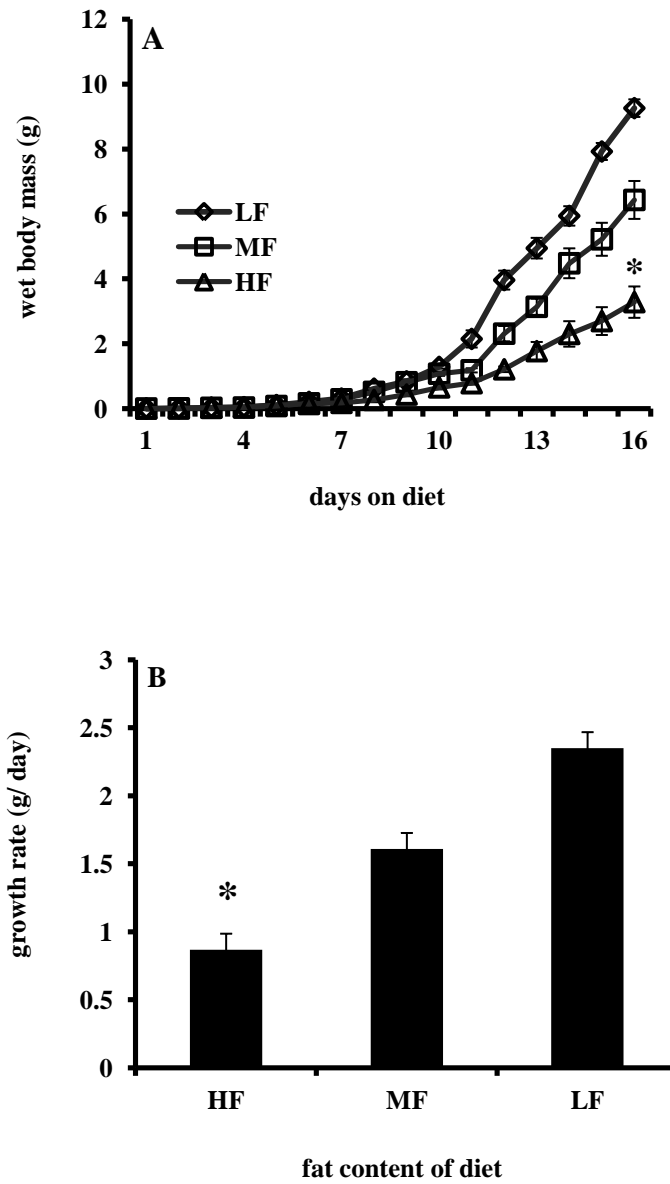 A
12
10
8
6
4
2
0
wet body mass (g)
LF
MF
HF
*
1 4 7 10 13 16
days on diet
B
3
2.5
2
1.5
1
0.5
0
growth rate (g/ day)
*
HF MF LF
fat content of diet